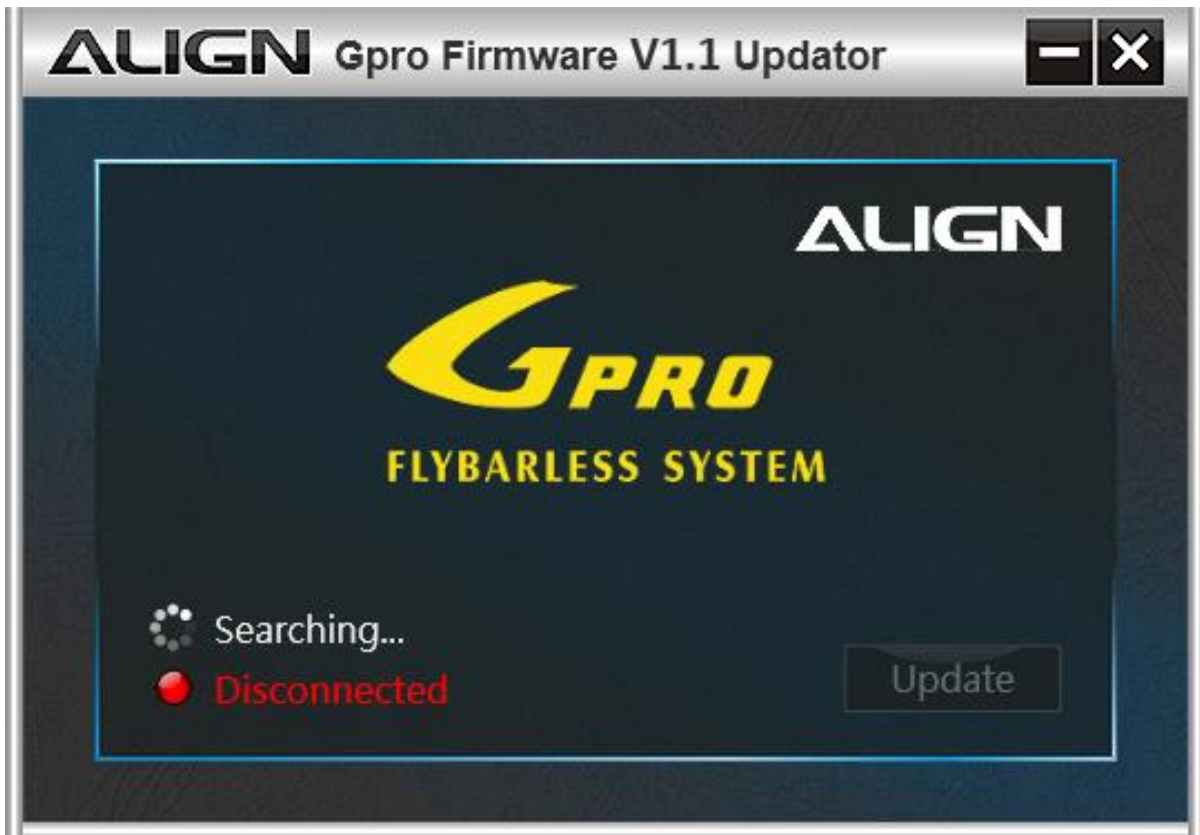 ALIGN Gpro Firmware V1.1 Updator
ALIGN
GPRO
FLYBARLESS SYSTEM
Searching...
Disconnected
Update